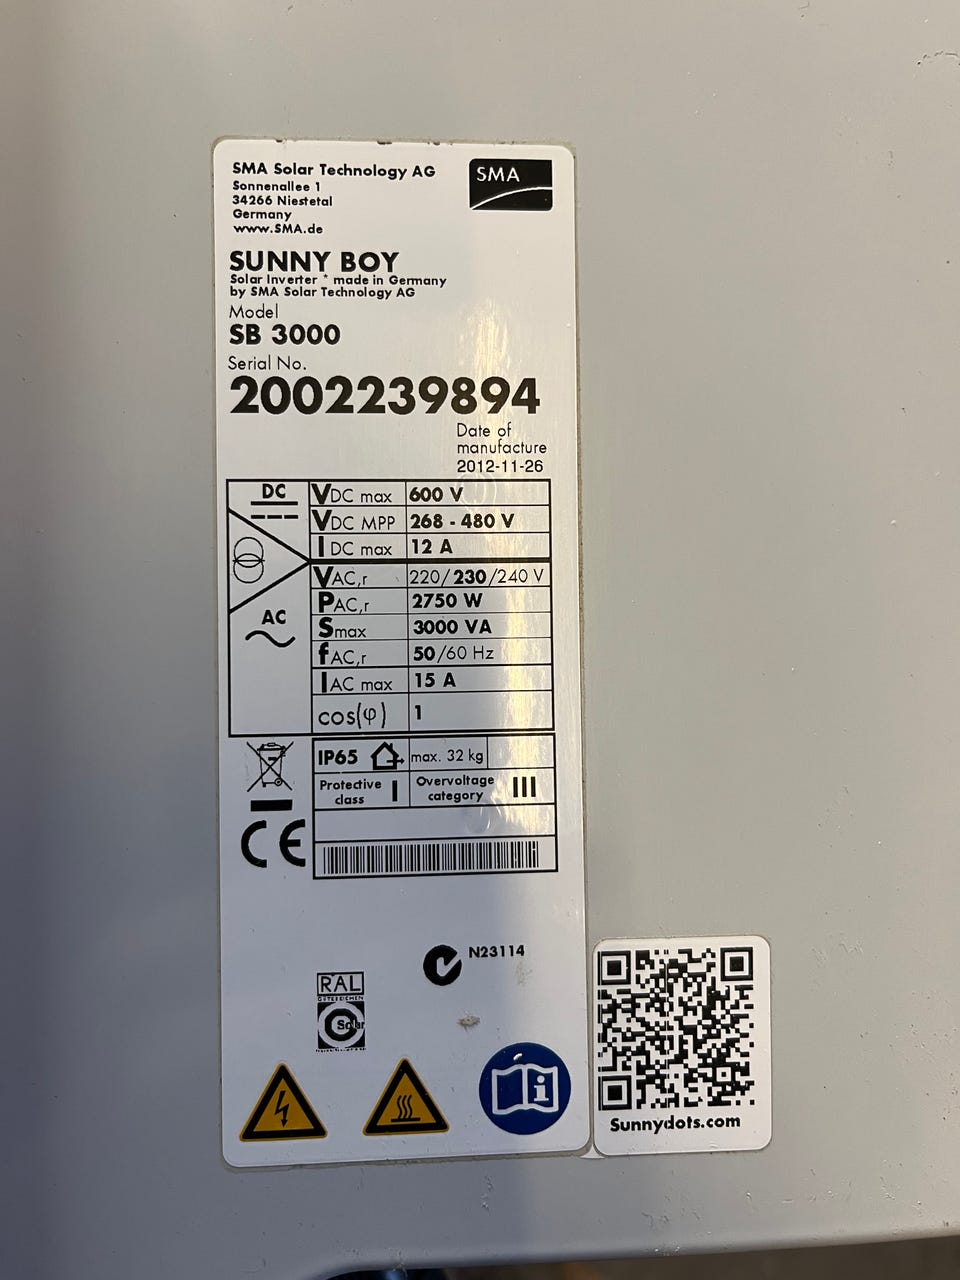 SMA Solar Technology AG
Sonnenallee 1
34266 Niestetal
Germany
www.SMA.de
SMA
SUNNY BOY
Solar Inverter * made in Germany
by SMA Solar Technology AG
Model
SB 3000
Serial No.
2002239894
Date of
manufacture
2012-11-26
DC
VDC max 600 V
VDC MPP 268 - 480 V
IDC max 12 A
VAC,r 220/230/240 V
PAC,r 2750 W
AC
Smax 3000 VA
fAC,r 50/60 Hz
IAC max 15 A
cos(φ) 1
IP65 max. 32 kg
Protective class I Overvoltage category III
CE
N23114
RAL
GÜTEZEICHEN
Solar
i
Sunnydots.com